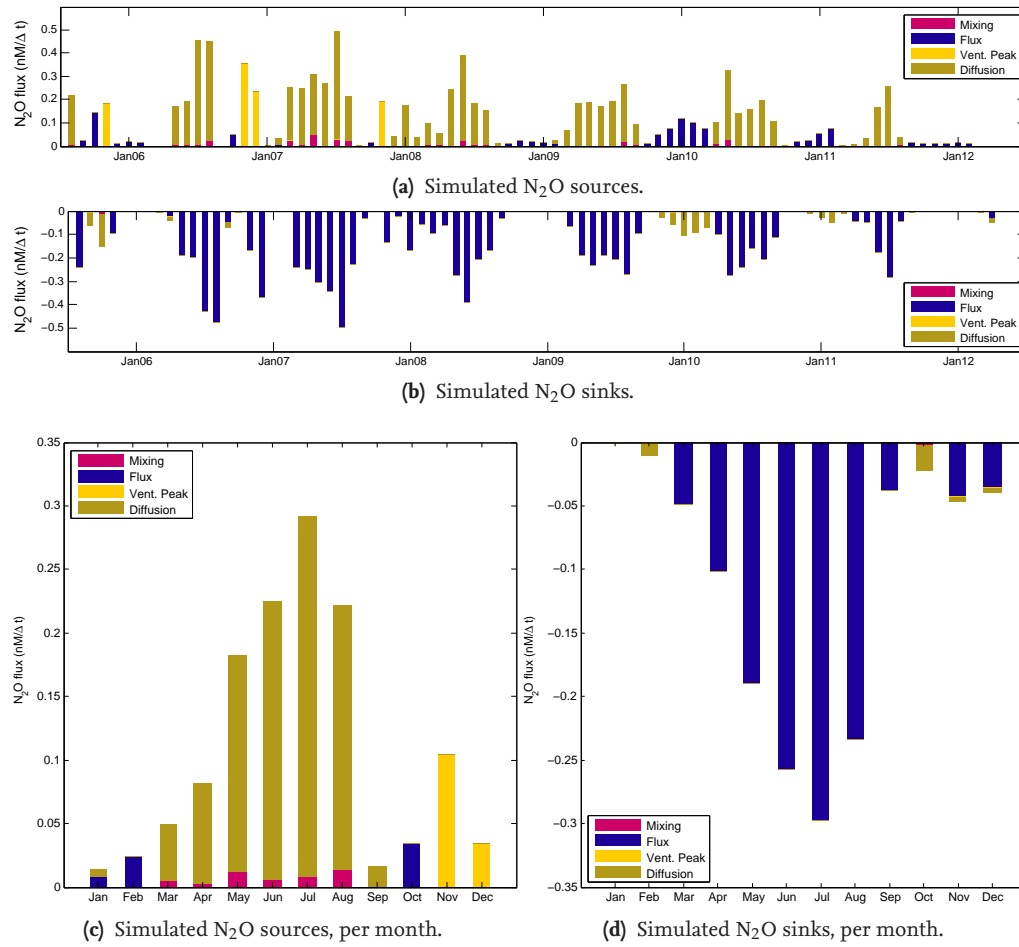 N₂O flux (nM/Δ t)
0.5
0.4
0.3
0.2
0.1
0
Jan06 Jan07 Jan08 Jan09 Jan10 Jan11 Jan12
Mixing
Flux
Vent. Peak
Diffusion
(a) Simulated N₂O sources.
N₂O flux (nM/Δ t)
0
−0.1
−0.2
−0.3
−0.4
−0.5
Jan06 Jan07 Jan08 Jan09 Jan10 Jan11 Jan12
Mixing
Flux
Vent. Peak
Diffusion
(b) Simulated N₂O sinks.
N₂O flux (nM/Δ t)
0.35
0.3
0.25
0.2
0.15
0.1
0.05
0
Jan Feb Mar Apr May Jun Jul Aug Sep Oct Nov Dec
Mixing
Flux
Vent. Peak
Diffusion
(c) Simulated N₂O sources, per month.
N₂O flux (nM/Δ t)
0
−0.05
−0.1
−0.15
−0.2
−0.25
−0.3
−0.35
Jan Feb Mar Apr May Jun Jul Aug Sep Oct Nov Dec
Mixing
Flux
Vent. Peak
Diffusion
(d) Simulated N₂O sinks, per month.